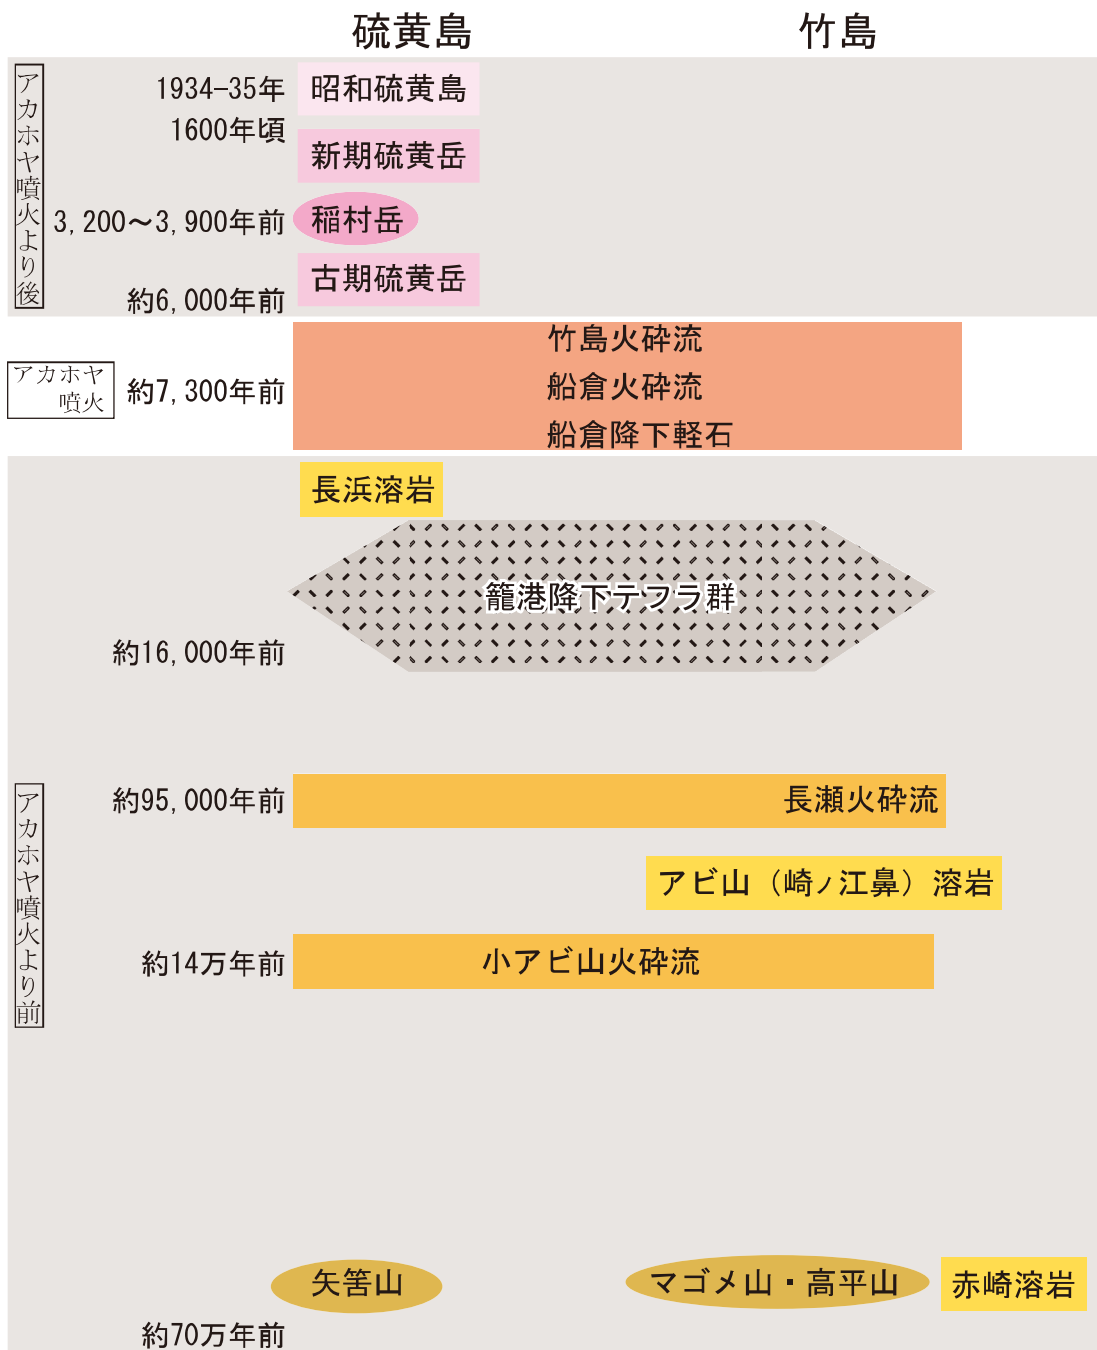 硫黄島
竹島
アカホヤ噴火より後
1934-35年
昭和硫黄島
1600年頃
新期硫黄岳
3,200～3,900年前
稲村岳
古期硫黄岳
約6,000年前
アカホヤ
噴火
約7,300年前
竹島火砕流
船倉火砕流
船倉降下軽石
長浜溶岩
籠港降下テフラ群
約16,000年前
アカホヤ噴火より前
約95,000年前
長瀬火砕流
アビ山（崎ノ江鼻）溶岩
約14万年前
小アビ山火砕流
矢筈山
マゴメ山・高平山
赤崎溶岩
約70万年前